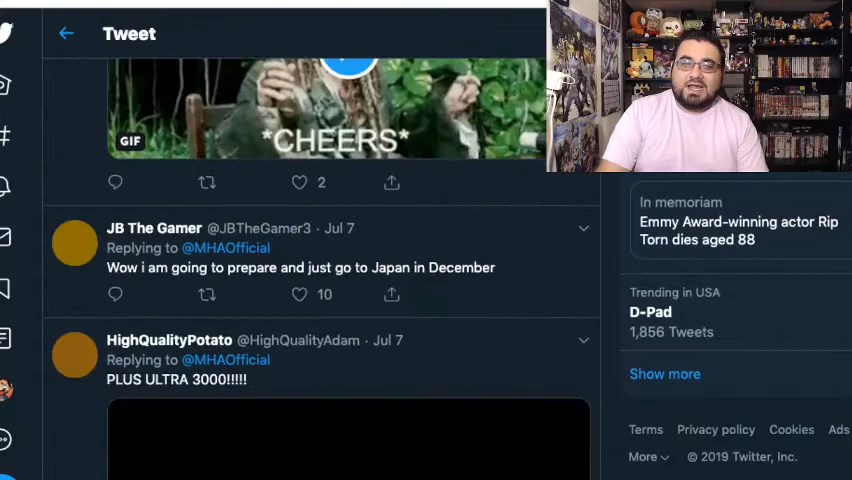 Tweet
GIF
*CHEERS*
2
JB The Gamer @JBTheGamer3 · Jul 7
Replying to @MHAOfficial
Wow i am going to prepare and just go to Japan in December
10
HighQualityPotato @HighQualityAdam · Jul 7
Replying to @MHAOfficial
PLUS ULTRA 3000!!!!!
In memoriam
Emmy Award-winning actor Rip
Torn dies aged 88
Trending in USA
D-Pad
1,856 Tweets
Show more
Terms Privacy policy Cookies Ads
More © 2019 Twitter, Inc.